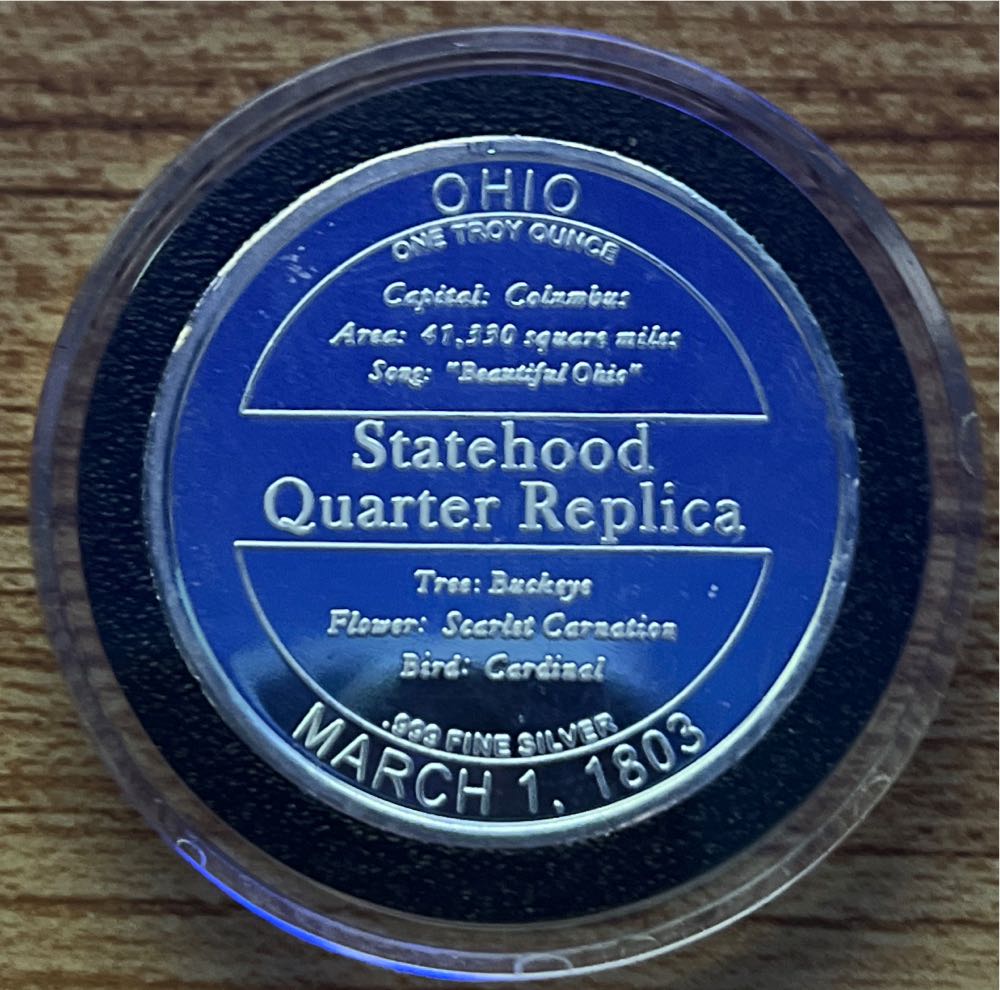 OHIO
ONE TROY OUNCE
Capital: Columbus
Area: 41,330 square miles
Song: "Beautiful Ohio"
Statehood
Quarter Replica
Tree: Buckeye
Flower: Scarlet Carnation
Bird: Cardinal
.999 FINE SILVER
MARCH 1, 1803